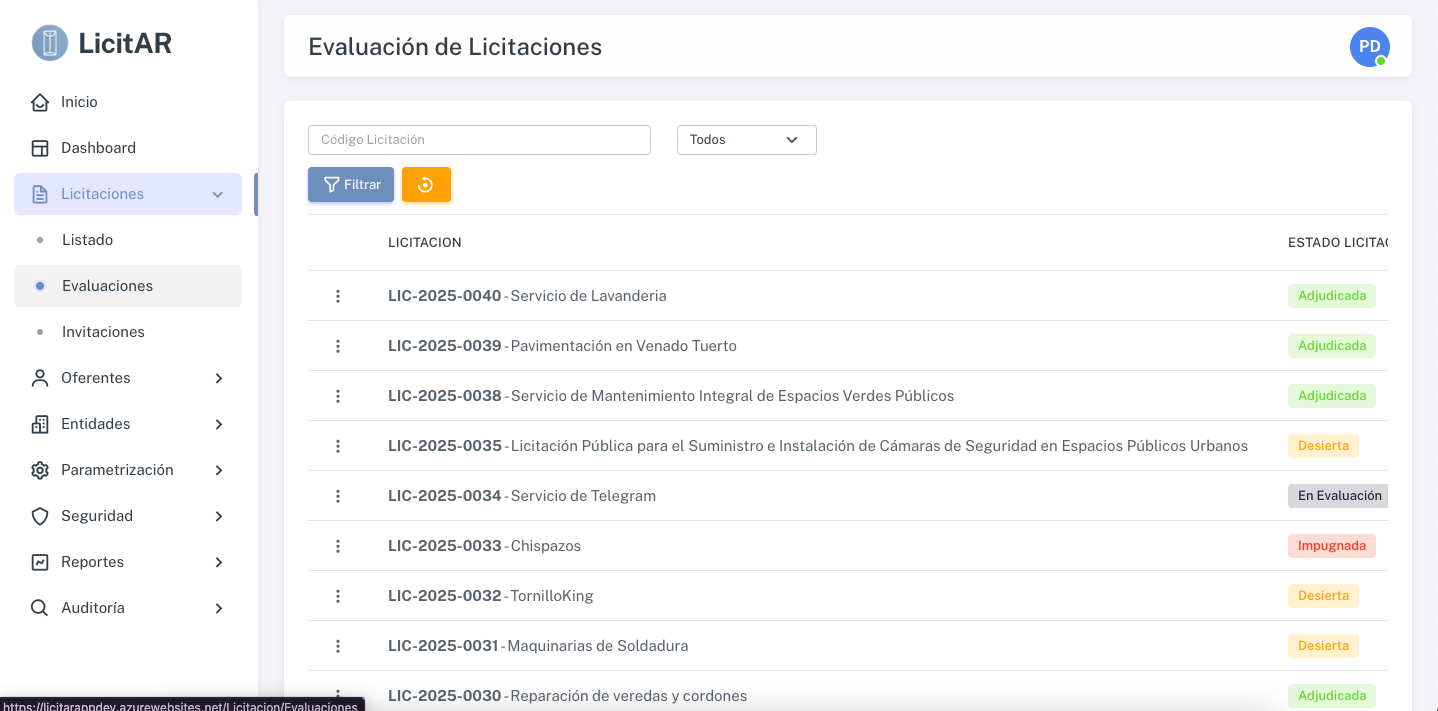 LicitAR
Inicio
Dashboard
Licitaciones
Listado
Evaluaciones
Invitaciones
Oferentes
Entidades
Parametrización
Seguridad
Reportes
Auditoría
https://licitarappdev.azurewebsites.net/Licitacion/Evaluaciones
Evaluación de Licitaciones
PD
Código Licitación
Todos
Filtrar
LICITACION ESTADO LICITAC
LIC-2025-0040 - Servicio de Lavanderia Adjudicada
LIC-2025-0039 - Pavimentación en Venado Tuerto Adjudicada
LIC-2025-0038 - Servicio de Mantenimiento Integral de Espacios Verdes Públicos Adjudicada
LIC-2025-0035 - Licitación Pública para el Suministro e Instalación de Cámaras de Seguridad en Espacios Públicos Urbanos Desierta
LIC-2025-0034 - Servicio de Telegram En Evaluación
LIC-2025-0033 - Chispazos Impugnada
LIC-2025-0032 - TornilloKing Desierta
LIC-2025-0031 - Maquinarias de Soldadura Desierta
LIC-2025-0030 - Reparación de veredas y cordones Adjudicada